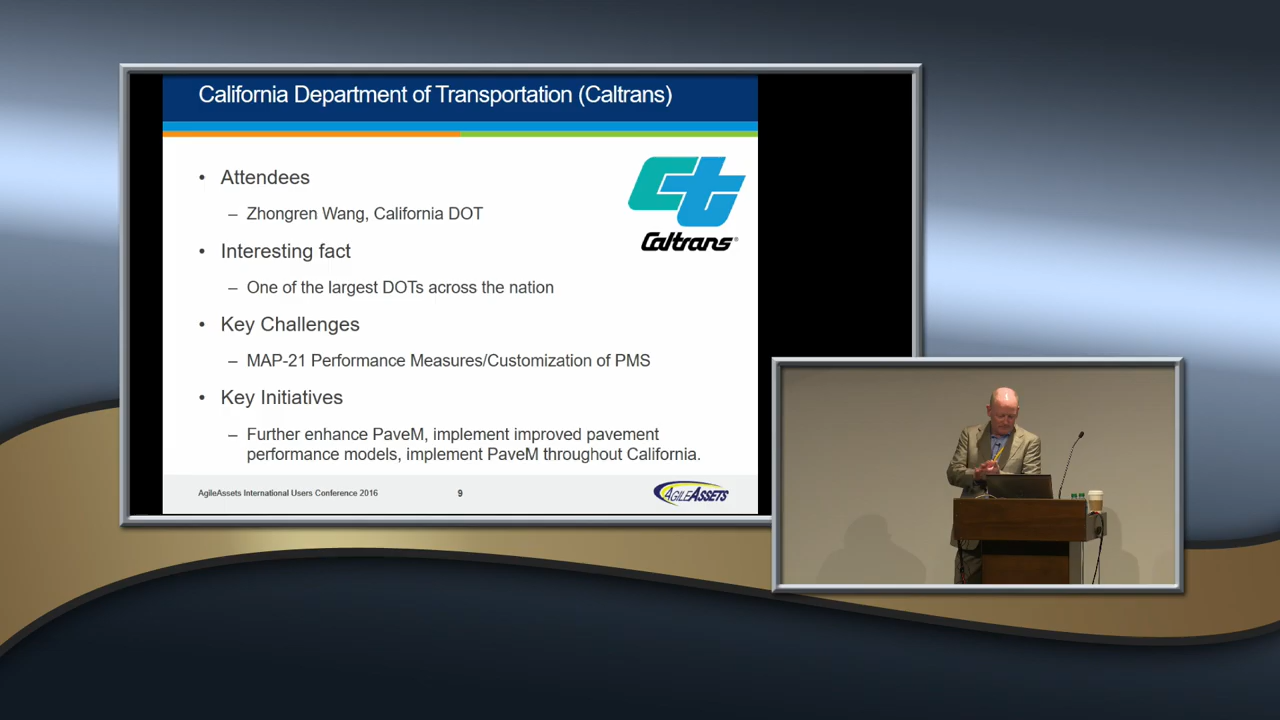 California Department of Transportation (Caltrans)
• Attendees
– Zhongren Wang, California DOT
• Interesting fact
– One of the largest DOTs across the nation
• Key Challenges
– MAP-21 Performance Measures/Customization of PMS
• Key Initiatives
– Further enhance PaveM, implement improved pavement
performance models, implement PaveM throughout California.
ct
Caltrans®
AgileAssets International Users Conference 2016
9
AGILEASSETS